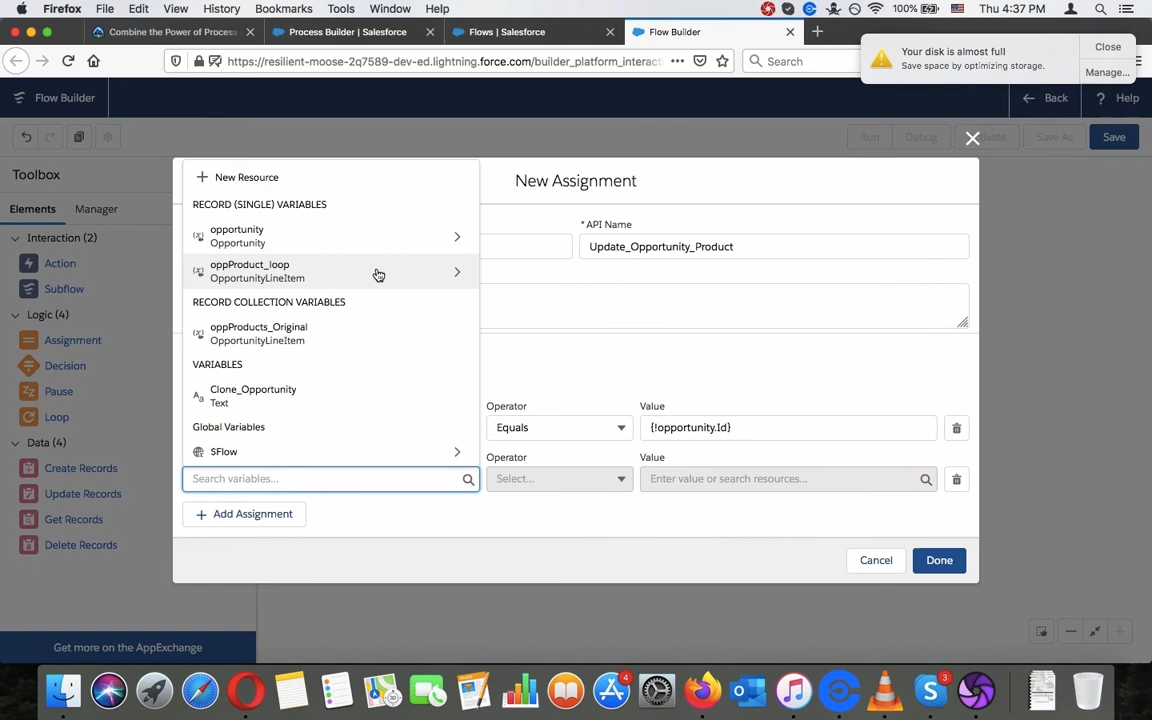 Firefox File Edit View History Bookmarks Tools Window Help 100% Thu 4:37 PM
Combine the Power of Process Process Builder | Salesforce Flows | Salesforce Flow Builder
https://resilient-moose-2q7589-dev-ed.lightning.force.com/builder_platform_interact Search
Your disk is almost full
Save space by optimizing storage.
Close
Manage...
Flow Builder Back Help
Run Debug Activate Save As Save
Toolbox
Elements Manager
Interaction (2)
Action
Subflow
Logic (4)
Assignment
Decision
Pause
Loop
Data (4)
Create Records
Update Records
Get Records
Delete Records
Get more on the AppExchange
New Assignment
* API Name
Update_Opportunity_Product
New Resource
RECORD (SINGLE) VARIABLES
opportunity
Opportunity
oppProduct_loop
OpportunityLineItem
RECORD COLLECTION VARIABLES
oppProducts_Original
OpportunityLineItem
VARIABLES
Clone_Opportunity
Text
Global Variables
$Flow
Search variables...
Operator Value
Equals {!opportunity.Id}
Operator Value
Select... Enter value or search resources...
Add Assignment
Cancel Done
4
3